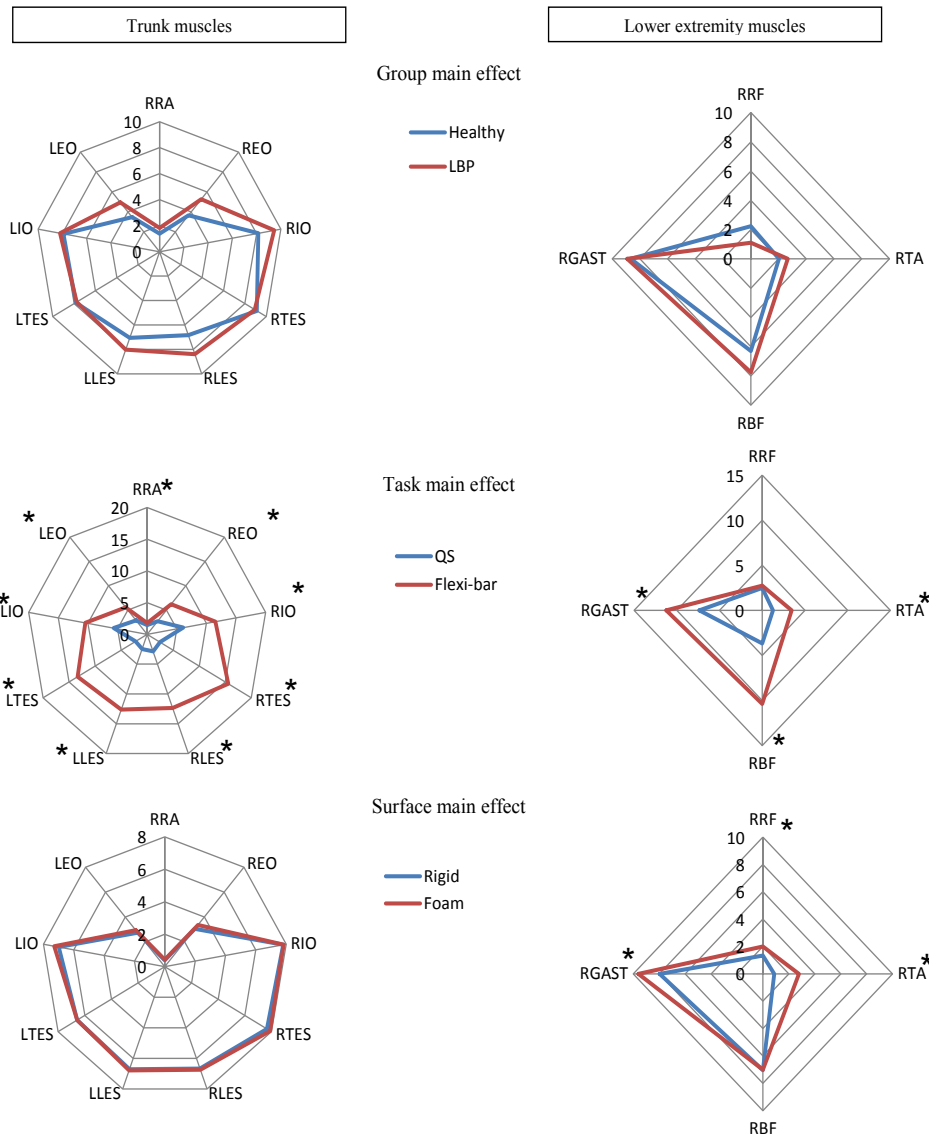 Trunk muscles
Lower extremity muscles
Group main effect
RRA
10
8
6
4
2
0
REO
RIO
RTES
RLES
LLES
LTES
LIO
LEO
Healthy
LBP
RRF
10
8
6
4
2
0
RTA
RBF
RGAST
Task main effect
RRA*
20
15
10
5
0
REO *
RIO *
RTES *
RLES *
* LLES
* LTES
* LIO
* LEO
QS
Flexi-bar
RRF
15
10
5
0
RTA *
RBF *
RGAST *
Surface main effect
RRA
8
6
4
2
0
REO
RIO
RTES
RLES
LLES
LTES
LIO
LEO
Rigid
Foam
RRF *
10
8
6
4
2
0
RTA *
RBF
RGAST *